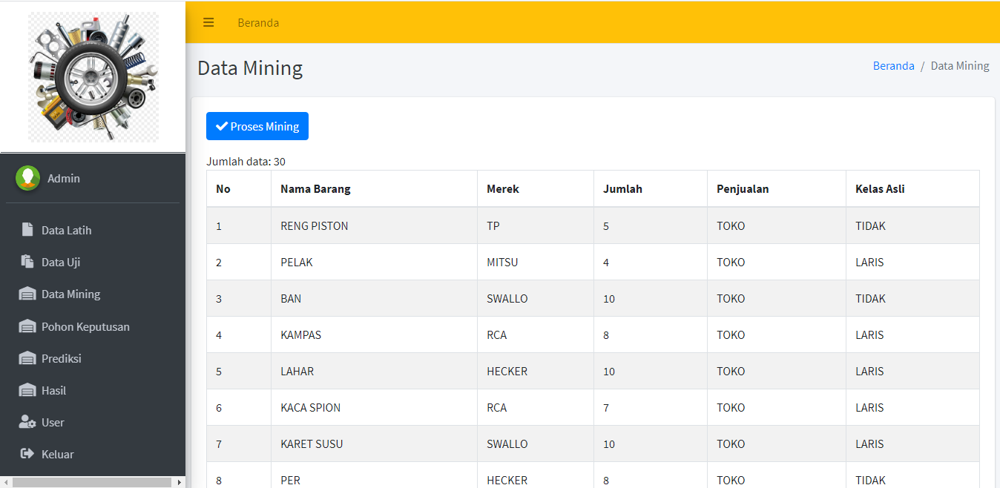 Beranda
Data Mining
Beranda / Data Mining
Proses Mining
Jumlah data: 30
Admin
Data Latih
Data Uji
Data Mining
Pohon Keputusan
Prediksi
Hasil
User
Keluar
No Nama Barang Merek Jumlah Penjualan Kelas Asli
1 RENG PISTON TP 5 TOKO TIDAK
2 PELAK MITSU 4 TOKO LARIS
3 BAN SWALLO 10 TOKO TIDAK
4 KAMPAS RCA 8 TOKO LARIS
5 LAHAR HECKER 10 TOKO LARIS
6 KACA SPION RCA 7 TOKO LARIS
7 KARET SUSU SWALLO 10 TOKO LARIS
8 PER HECKER 8 TOKO TIDAK